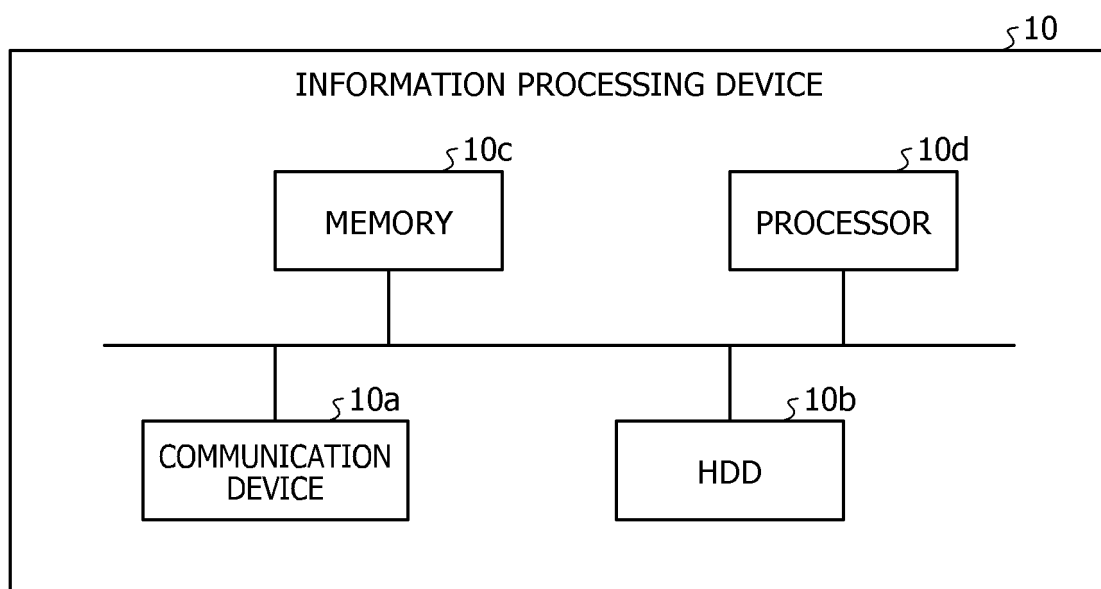 10
INFORMATION PROCESSING DEVICE
10c
10d
MEMORY
PROCESSOR
10a
10b
COMMUNICATION
DEVICE
HDD